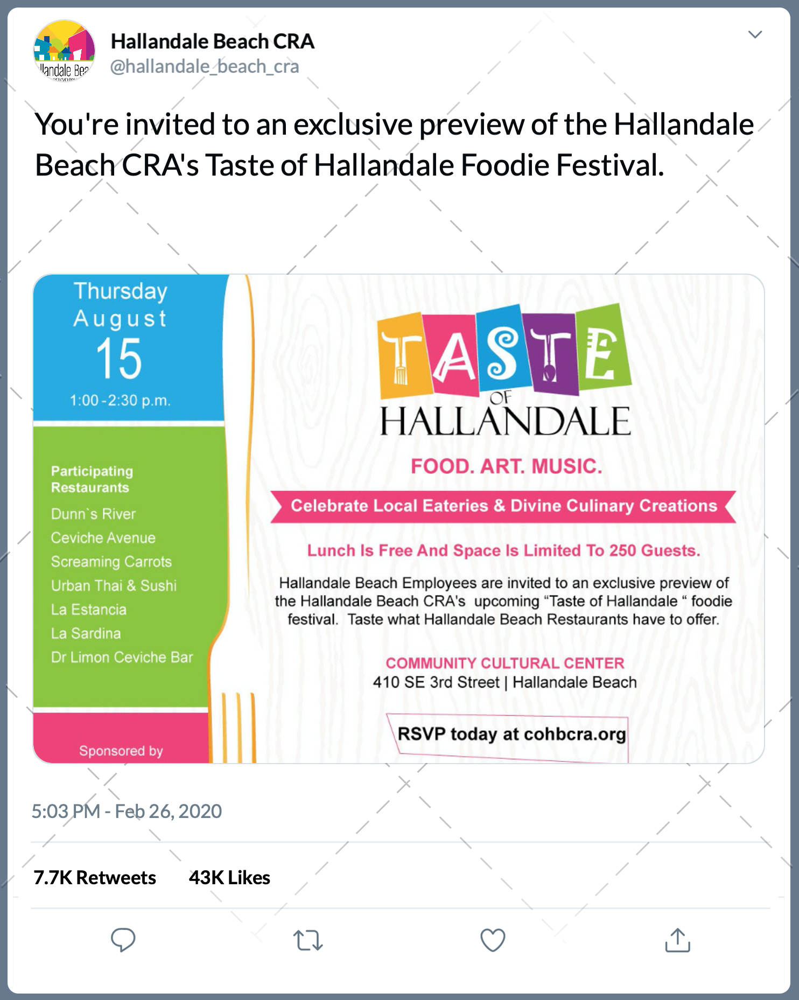 Hallandale Beach CRA
@hallandale_beach_cra
You're invited to an exclusive preview of the Hallandale
Beach CRA's Taste of Hallandale Foodie Festival.
Thursday
August
15
1:00-2:30 p.m.
Participating
Restaurants
Dunn`s River
Ceviche Avenue
Screaming Carrots
Urban Thai & Sushi
La Estancia
La Sardina
Dr Limon Ceviche Bar
Sponsored by
TASTE
OF
HALLANDALE
FOOD. ART. MUSIC.
Celebrate Local Eateries & Divine Culinary Creations
Lunch Is Free And Space Is Limited To 250 Guests.
Hallandale Beach Employees are invited to an exclusive preview of
the Hallandale Beach CRA's upcoming “Taste of Hallandale “ foodie
festival. Taste what Hallandale Beach Restaurants have to offer.
COMMUNITY CULTURAL CENTER
410 SE 3rd Street | Hallandale Beach
RSVP today at cohbcra.org
5:03 PM - Feb 26, 2020
7.7K Retweets 43K Likes